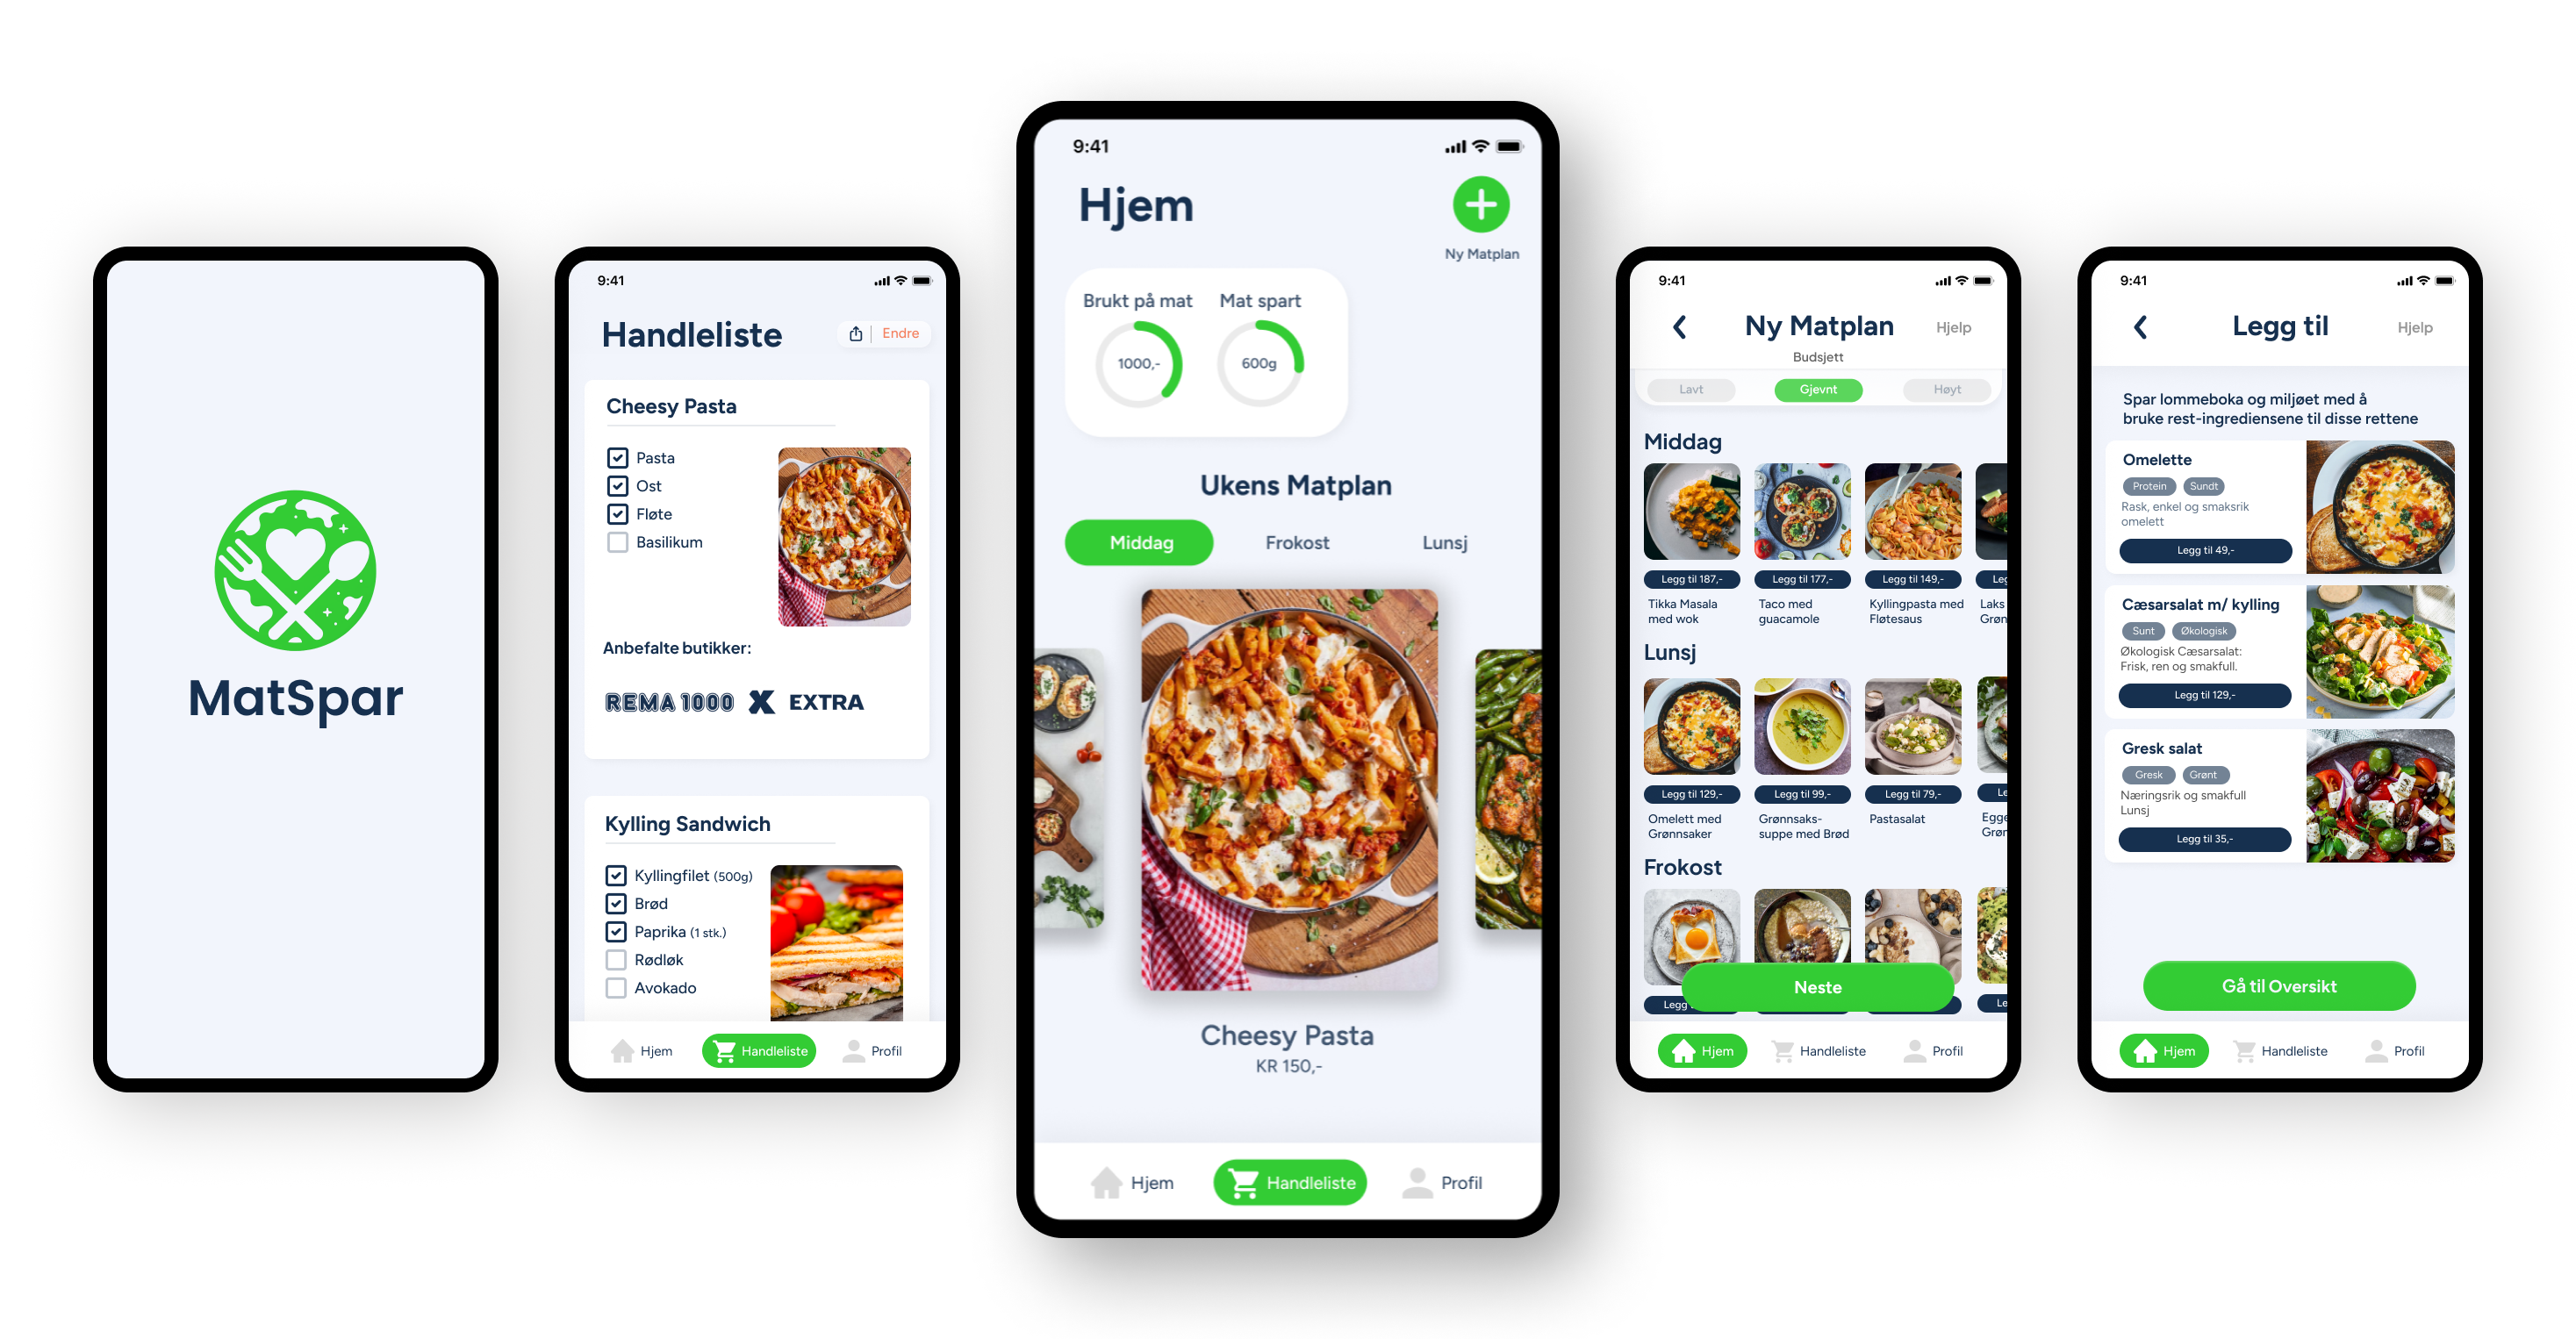 MatSpar
9:41
Handleliste
Endre
Cheesy Pasta
Pasta
Ost
Fløte
Basilikum
Anbefalte butikker:
REMA 1000 X EXTRA
Kylling Sandwich
Kyllingfilet (500g)
Brød
Paprika (1 stk.)
Rødløk
Avokado
Hjem Handleliste Profil
9:41
Hjem
Ny Matplan
Brukt på mat Mat spart
1000,- 600g
Ukens Matplan
Middag Frokost Lunsj
Cheesy Pasta
KR 150,-
Hjem Handleliste Profil
9:41
Ny Matplan Hjelp
Budsjett
Lavt Gjevnt Høyt
Middag
Legg til 187,- Legg til 177,- Legg til 149,- Leg
Tikka Masala Taco med Kyllingpasta med Laks
med wok guacamole Fløtesaus Grøn
Lunsj
Legg til 129,- Legg til 99,- Legg til 79,- Le
Omelett med Grønnsaks- Pastasalat Egge
Grønnsaker suppe med Brød Grøn
Frokost
Neste
Legg Le
Hjem Handleliste Profil
9:41
Legg til Hjelp
Spar lommeboka og miljøet med å
bruke rest-ingrediensene til disse rettene
Omelette
Protein Sundt
Rask, enkel og smaksrik
omelett
Legg til 49,-
Cæsarsalat m/ kylling
Sunt Økologisk
Økologisk Cæsarsalat:
Frisk, ren og smakfull.
Legg til 129,-
Gresk salat
Gresk Grønt
Næringsrik og smakfull
Lunsj
Legg til 35,-
Gå til Oversikt
Hjem Handleliste Profil